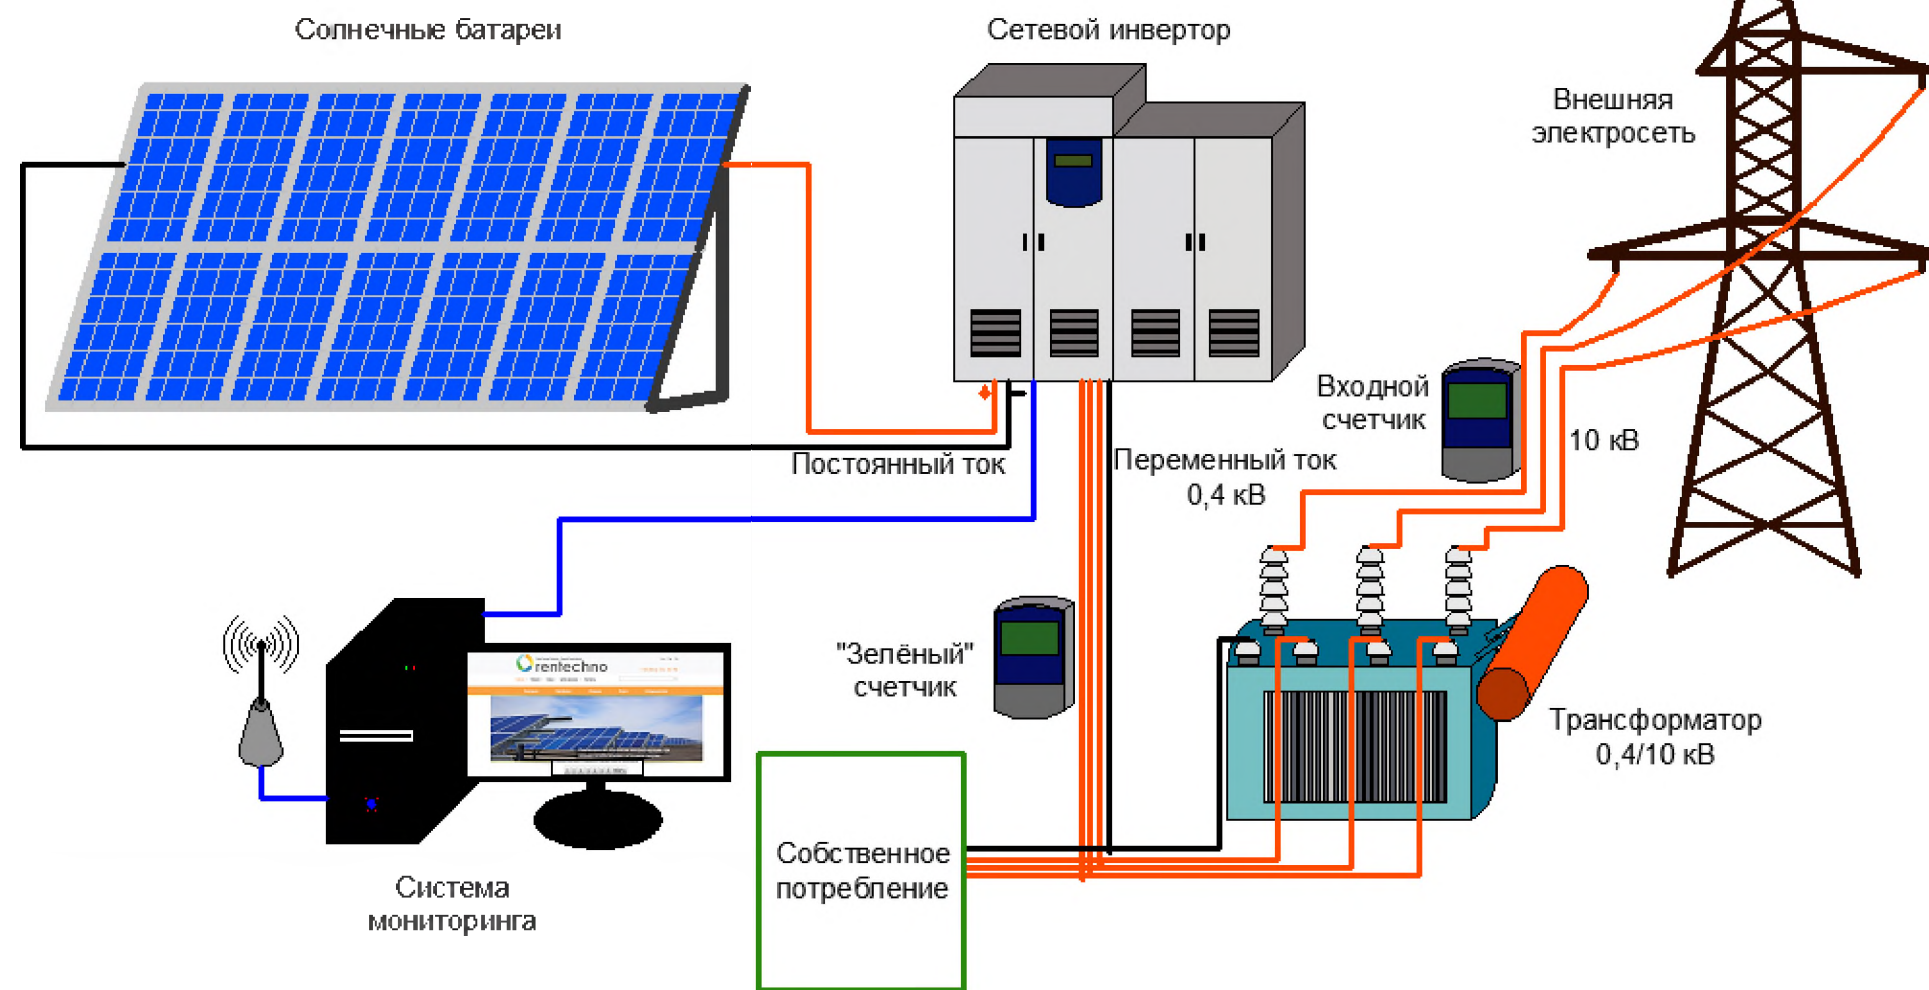 Солнечные батареи
Сетевой инвертор
Внешняя
электросеть
Входной
счетчик
10 кВ
Постоянный ток
Переменный ток
0,4 кВ
"Зелёный"
счетчик
rentechno
Трансформатор
0,4/10 кВ
Собственное
потребление
Система
мониторинга